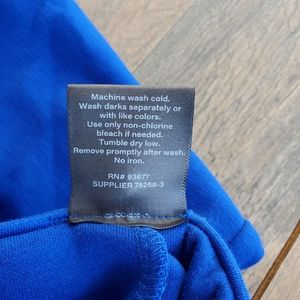 Machine wash cold.
Wash darks separately or
with like colors.
Use only non-chlorine
bleach if needed.
Tumble dry low.
Remove promptly after wash.
No iron.
RN# 93677
SUPPLIER 76258-3